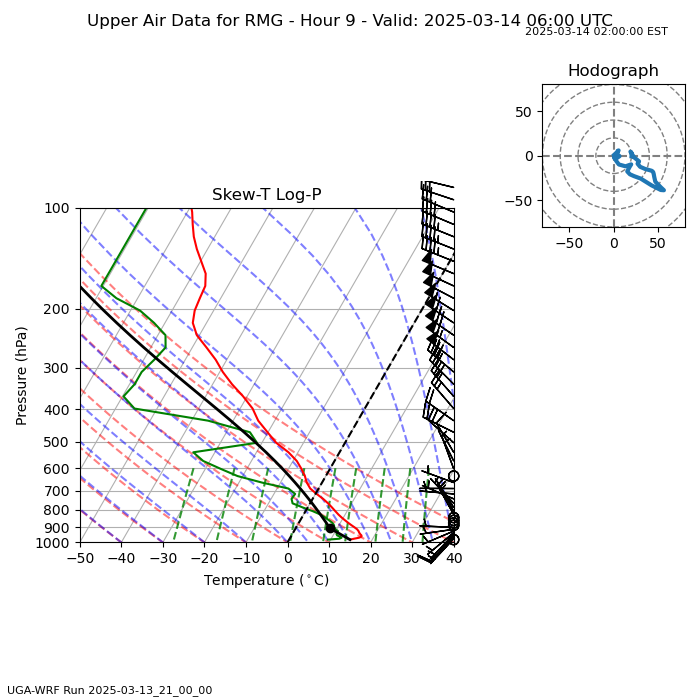 Upper Air Data for RMG - Hour 9 - Valid: 2025-03-14 06:00 UTC
2025-03-14 02:00:00 EST
Hodograph
50
0
−50
−50 0 50
Skew-T Log-P
100
200
300
400
500
600
700
800
900
1000
Pressure (hPa)
−50 −40 −30 −20 −10 0 10 20 30 40
Temperature (°C)
UGA-WRF Run 2025-03-13_21_00_00